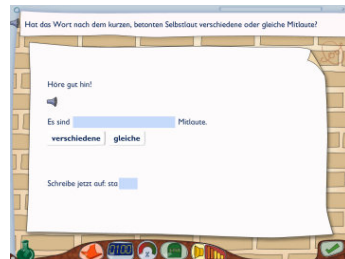 Hat das Wort nach dem kurzen, betonten Selbstlaut verschiedene oder gleiche Mitlaute?
Höre gut hin!
Es sind Mitlaute.
verschiedene gleiche
Schreibe jetzt auf: sta
0100